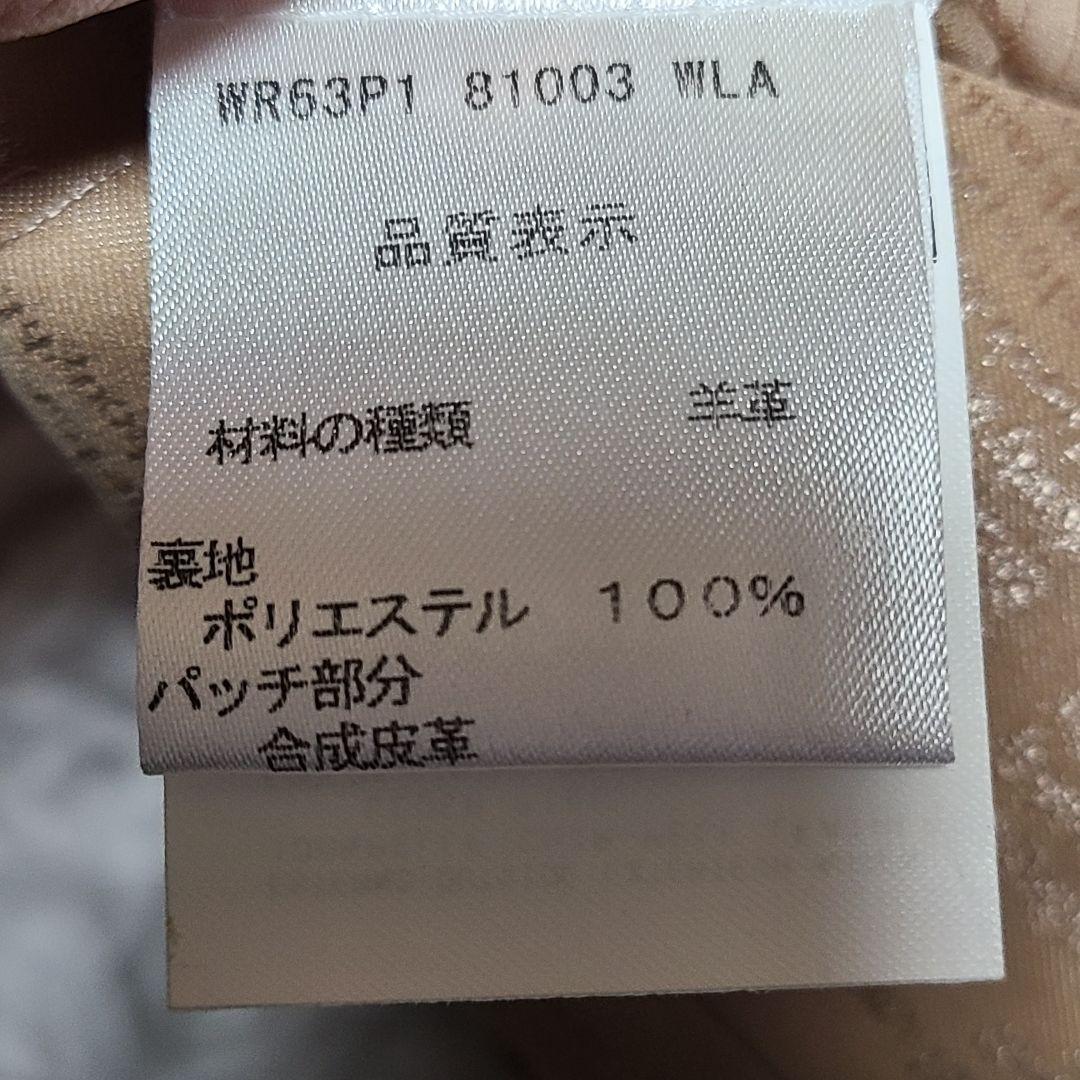 WR63P1 81003 WLA
品質表示
材料の種類 羊革
裏地
ポリエステル 100%
パッチ部分
合成皮革